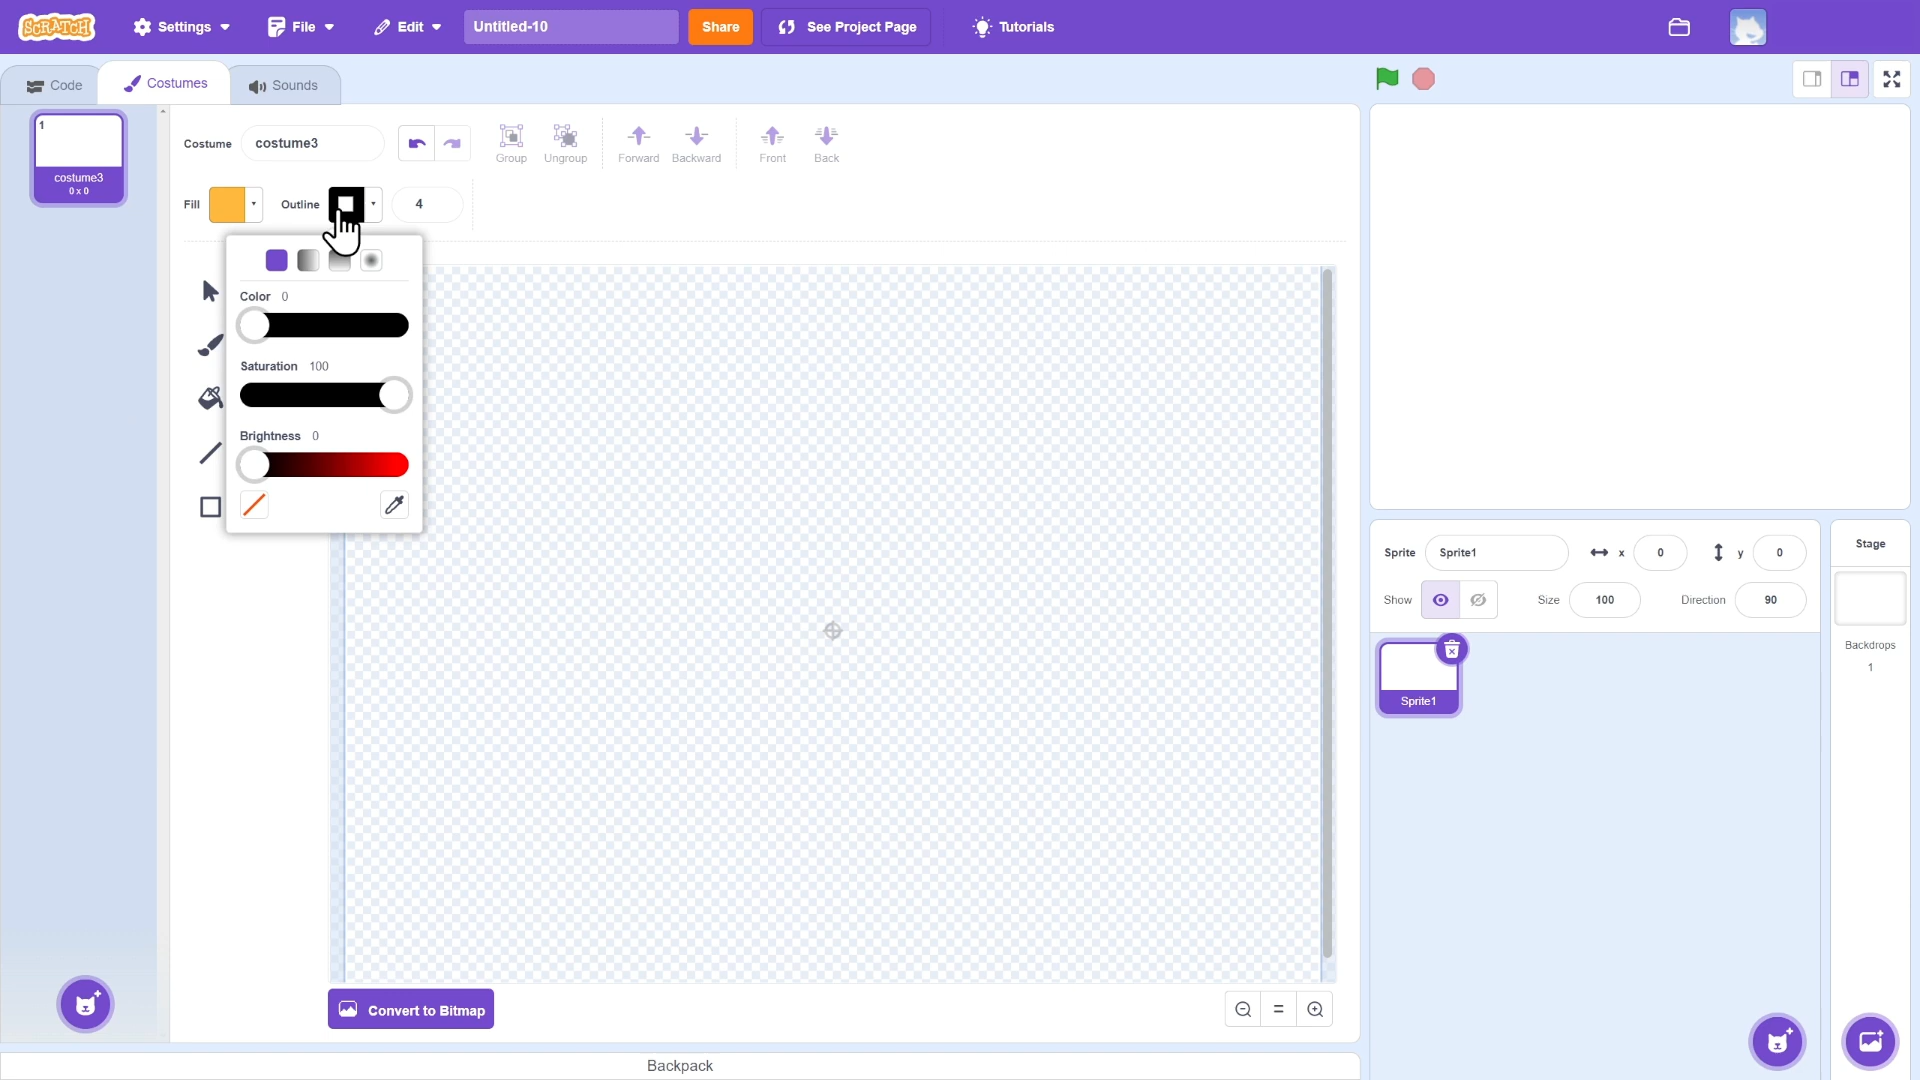 SCRATCH Settings File Edit Untitled-10 Share See Project Page Tutorials
Code Costumes Sounds
1
costume3
0 x 0
Costume costume3
Group Ungroup Forward Backward Front Back
Fill Outline 4
Color 0
Saturation 100
Brightness 0
Convert to Bitmap
Backpack
Sprite Sprite1 x 0 y 0
Show Size 100 Direction 90
Sprite1
Stage
Backdrops
1